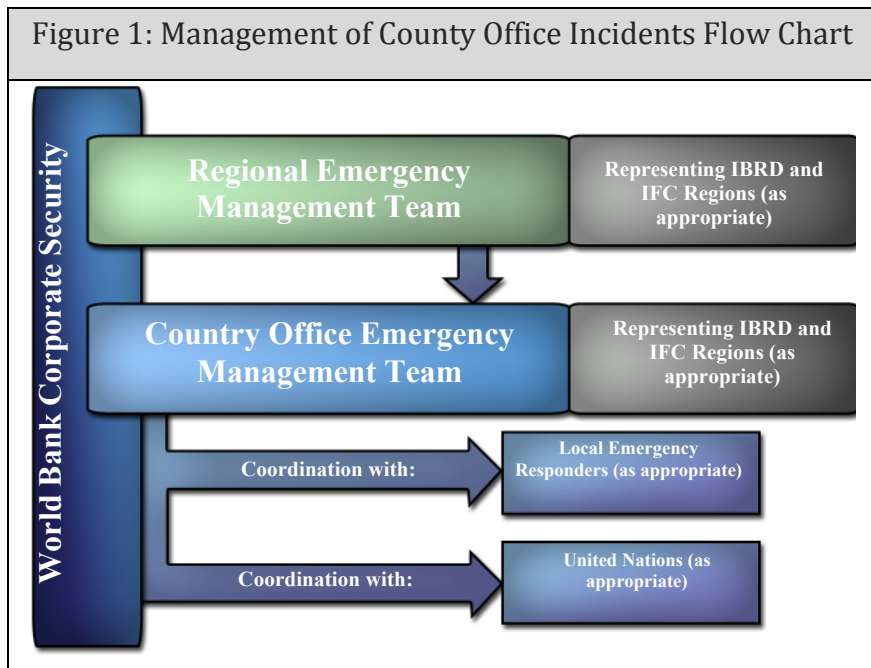 Figure 1: Management of County Office Incidents Flow Chart
World Bank Corporate Security
Regional Emergency
Management Team
Representing IBRD and
IFC Regions (as
appropriate)
Country Office Emergency
Management Team
Representing IBRD and
IFC Regions (as
appropriate)
Coordination with:
Local Emergency
Responders (as appropriate)
Coordination with:
United Nations (as
appropriate)